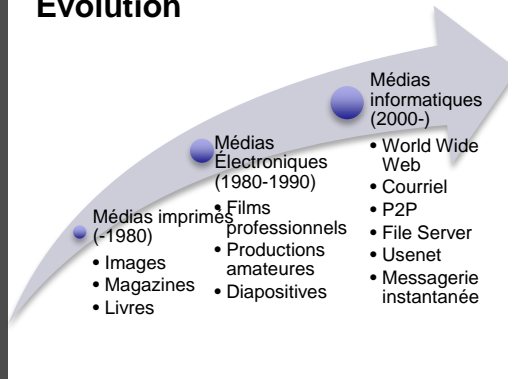 Évolution
Médias imprimés
(-1980)
• Images
• Magazines
• Livres
Médias
Électroniques
(1980-1990)
• Films
professionnels
• Productions
amateures
• Diapositives
Médias
informatiques
(2000-)
• World Wide
Web
• Courriel
• P2P
• File Server
• Usenet
• Messagerie
instantanée